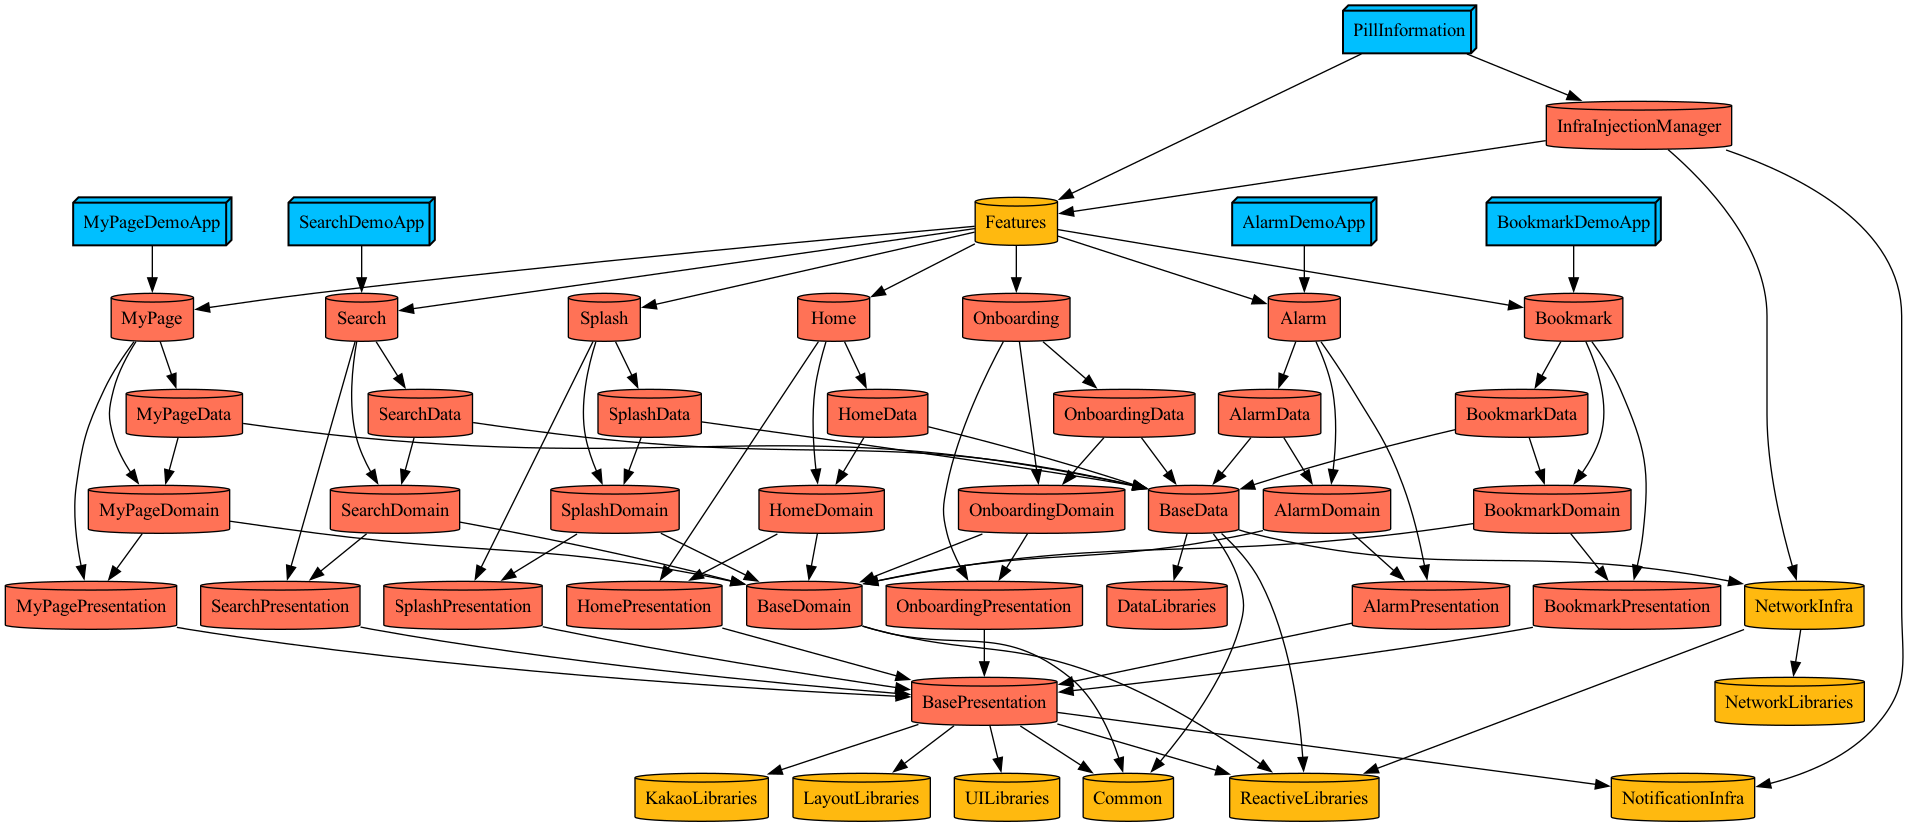 PillInformation
InfraInjectionManager
MyPageDemoApp
SearchDemoApp
Features
AlarmDemoApp
BookmarkDemoApp
MyPage
Search
Splash
Home
Onboarding
Alarm
Bookmark
MyPageData
SearchData
SplashData
HomeData
OnboardingData
AlarmData
BookmarkData
MyPageDomain
SearchDomain
SplashDomain
HomeDomain
OnboardingDomain
BaseData
AlarmDomain
BookmarkDomain
MyPagePresentation
SearchPresentation
SplashPresentation
HomePresentation
BaseDomain
OnboardingPresentation
DataLibraries
AlarmPresentation
BookmarkPresentation
NetworkInfra
BasePresentation
NetworkLibraries
KakaoLibraries
LayoutLibraries
UILibraries
Common
ReactiveLibraries
NotificationInfra